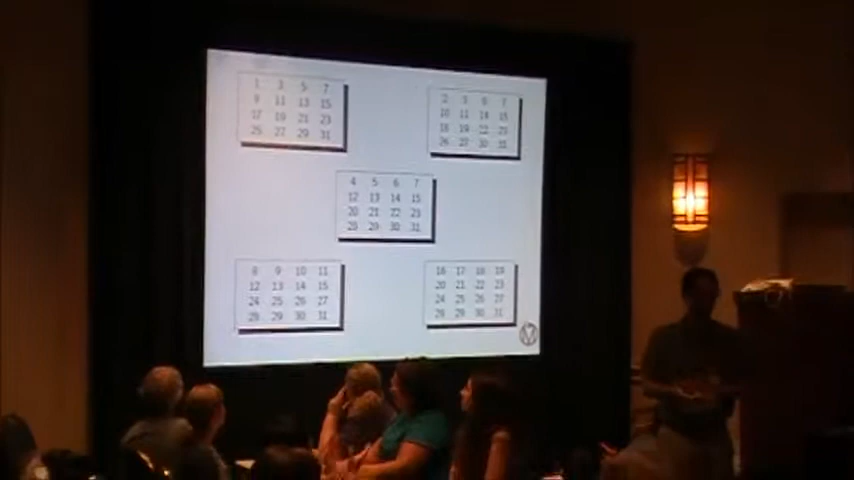 1 3 5 7
9 11 13 15
17 19 21 23
25 27 29 31
2 3 6 7
10 11 14 15
18 19 22 23
26 27 30 31
4 5 6 7
12 13 14 15
20 21 22 23
28 29 30 31
8 9 10 11
12 13 14 15
24 25 26 27
28 29 30 31
16 17 18 19
20 21 22 23
24 25 26 27
28 29 30 31